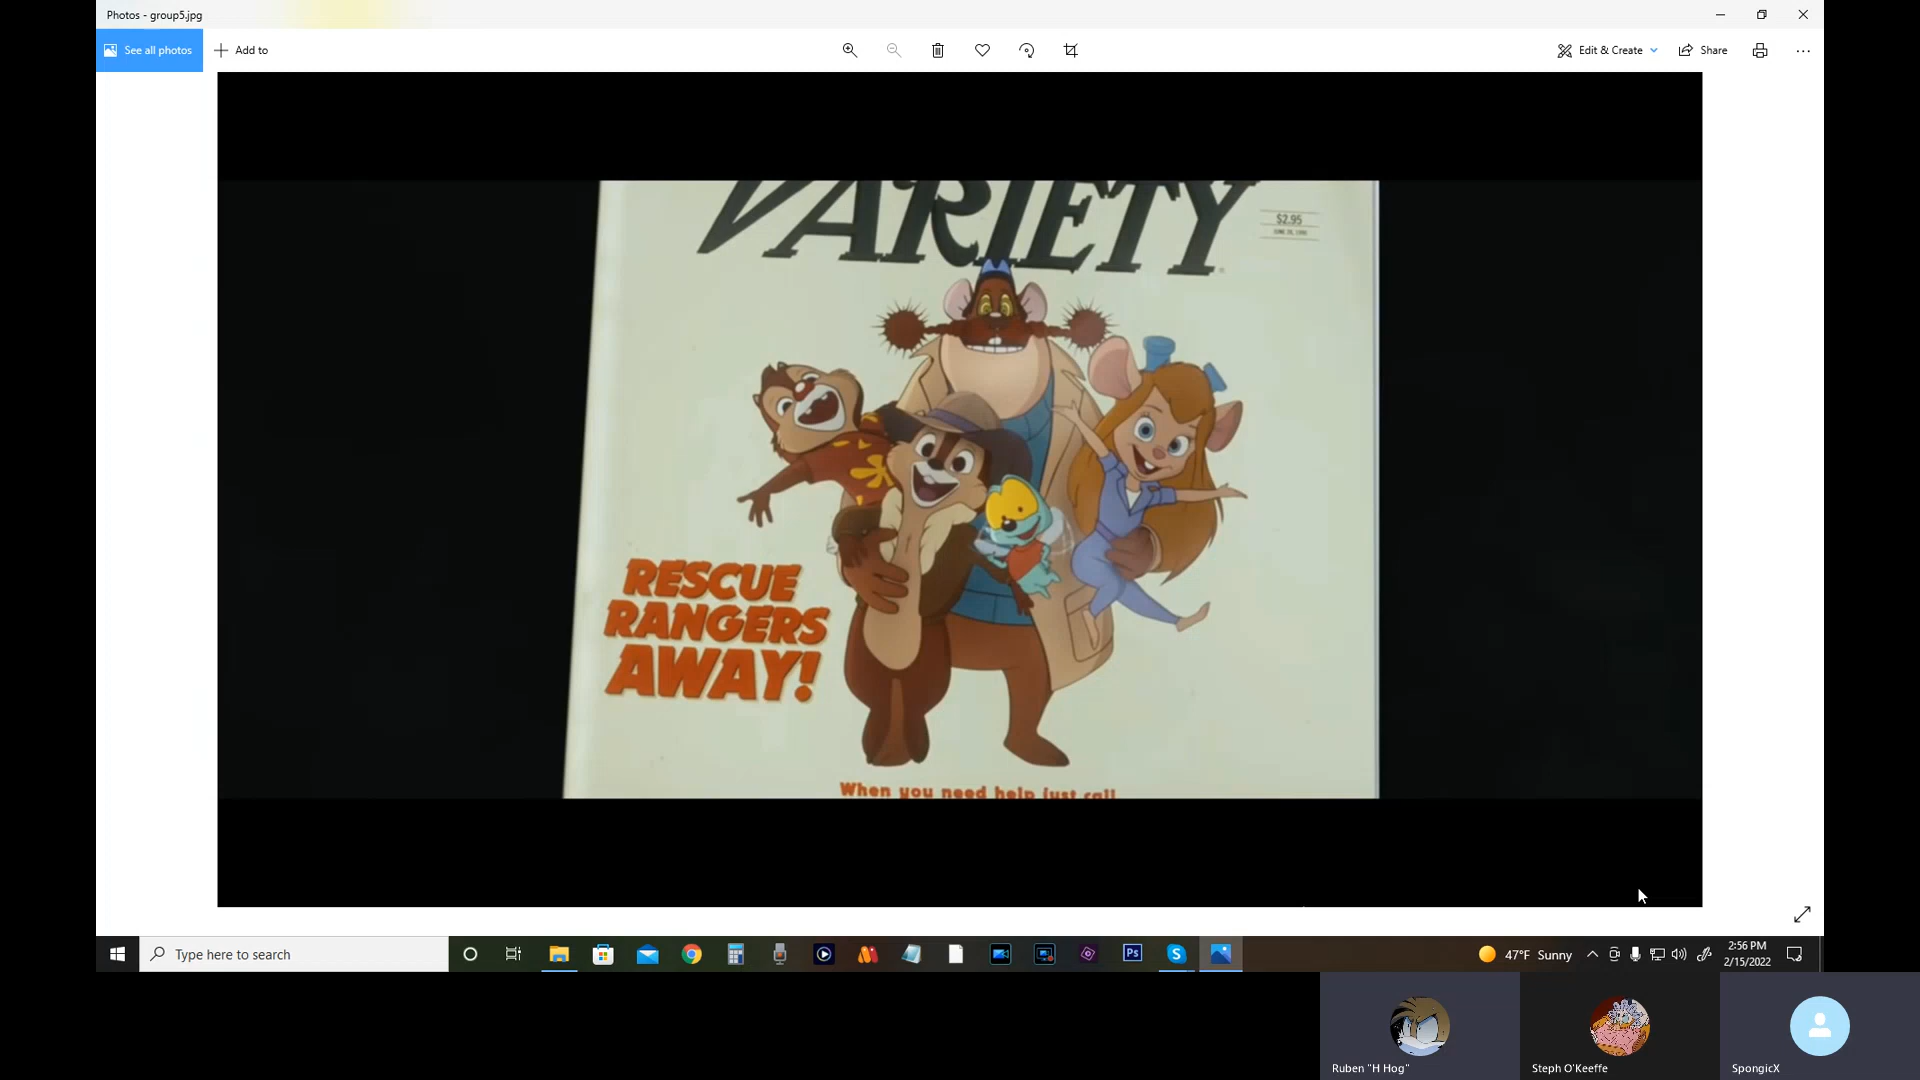 Photos - group5.jpg
See all photos
Add to
Edit & Create
Share
VARIETY
$2.95
RESCUE
RANGERS
AWAY!
When you need help just call
Type here to search
Ps
S
47°F Sunny
2:56 PM
2/15/2022
Ruben "H Hog"
Steph O'Keeffe
SpongicX